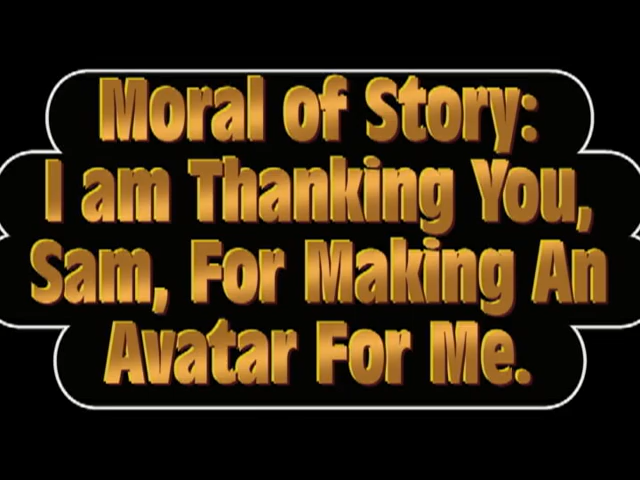 Moral of Story:
I am Thanking You,
Sam, For Making An
Avatar For Me.